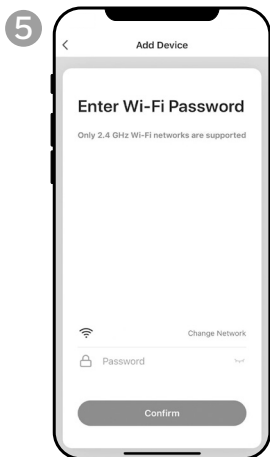 5
Add Device
Enter Wi-Fi Password
Only 2.4 GHz Wi-Fi networks are supported
Change Network
Password
Confirm